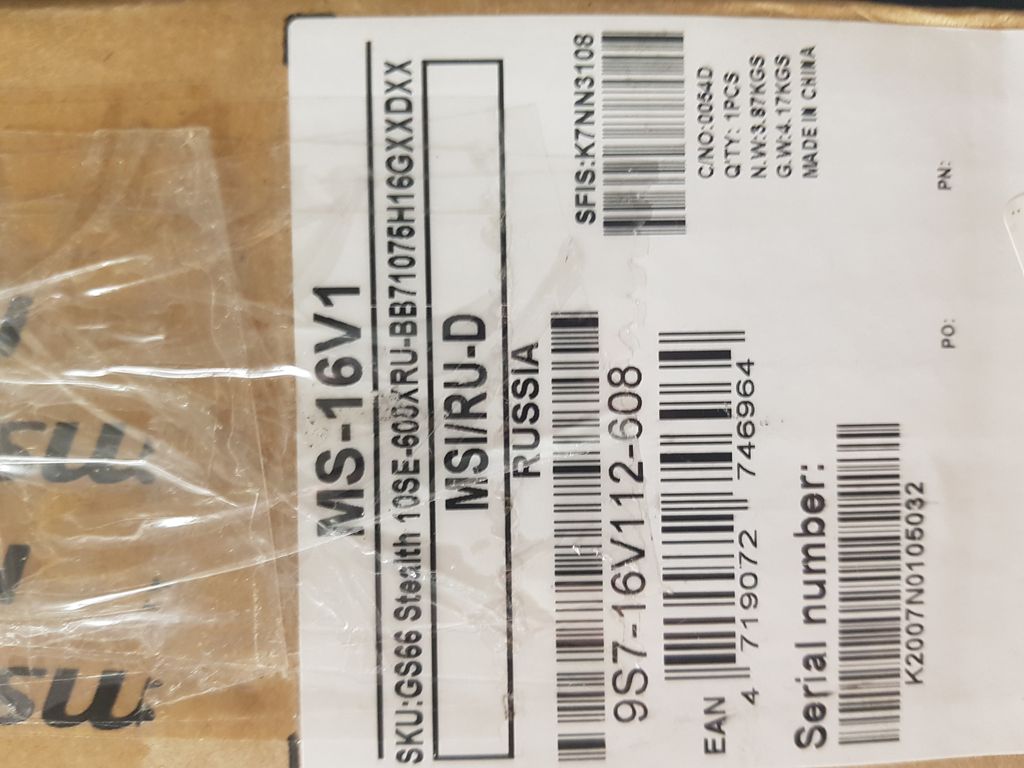 MS-16V1
SKU:GS66 Stealth 10SE-600XRU-BB71075H16GXXDXX
MSI/RU-D
RUSSIA
9S7-16V112-608
SFIS:K7NN3108
EAN
4 719072 746964
C/NO:0054D
Q'TY: 1PCS
N.W:3.87KGS
G.W:4.17KGS
MADE IN CHINA
Serial number:
K2007N0105032
PO:
PN: